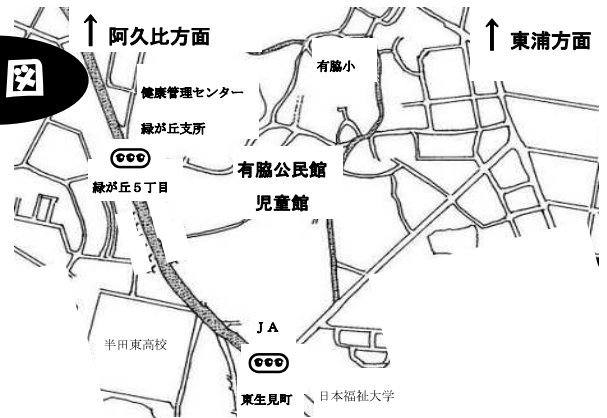 ↑ 阿久比方面
↑ 東浦方面
図
有脇小
健康管理センター
緑が丘支所
有脇公民館
児童館
緑が丘5丁目
JA
半田東高校
東生見町
日本福祉大学